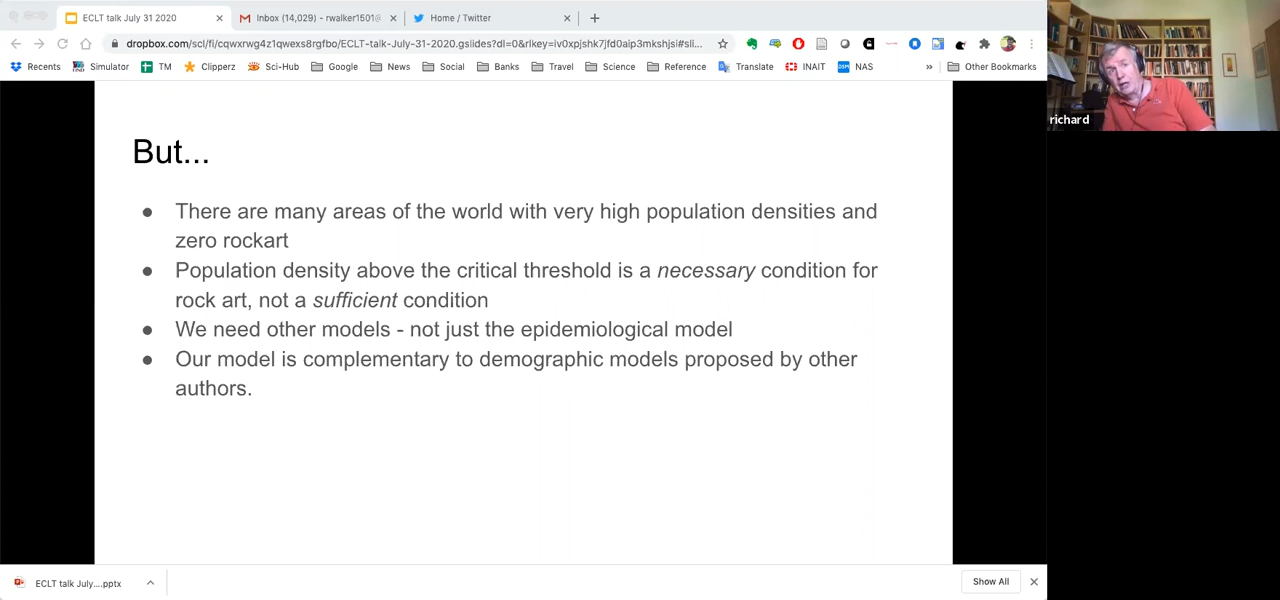 ECLT talk July 31 2020
Inbox (14,029) - rwalker1501@
Home / Twitter
dropbox.com/scl/fi/cqwxrwg4z1qwexs8rgfbo/ECLT-talk-July-31-2020.gslides?dl=0&rlkey=iv0xpjshk7jfd0aip3mkshjsi#sli...
Recents Simulator TM Clipperz Sci-Hub Google News Social Banks Travel Science Reference Translate INAIT NAS » Other Bookmarks
richard
But...
● There are many areas of the world with very high population densities and
zero rockart
● Population density above the critical threshold is a necessary condition for
rock art, not a sufficient condition
● We need other models - not just the epidemiological model
● Our model is complementary to demographic models proposed by other
authors.
ECLT talk July....pptx
Show All